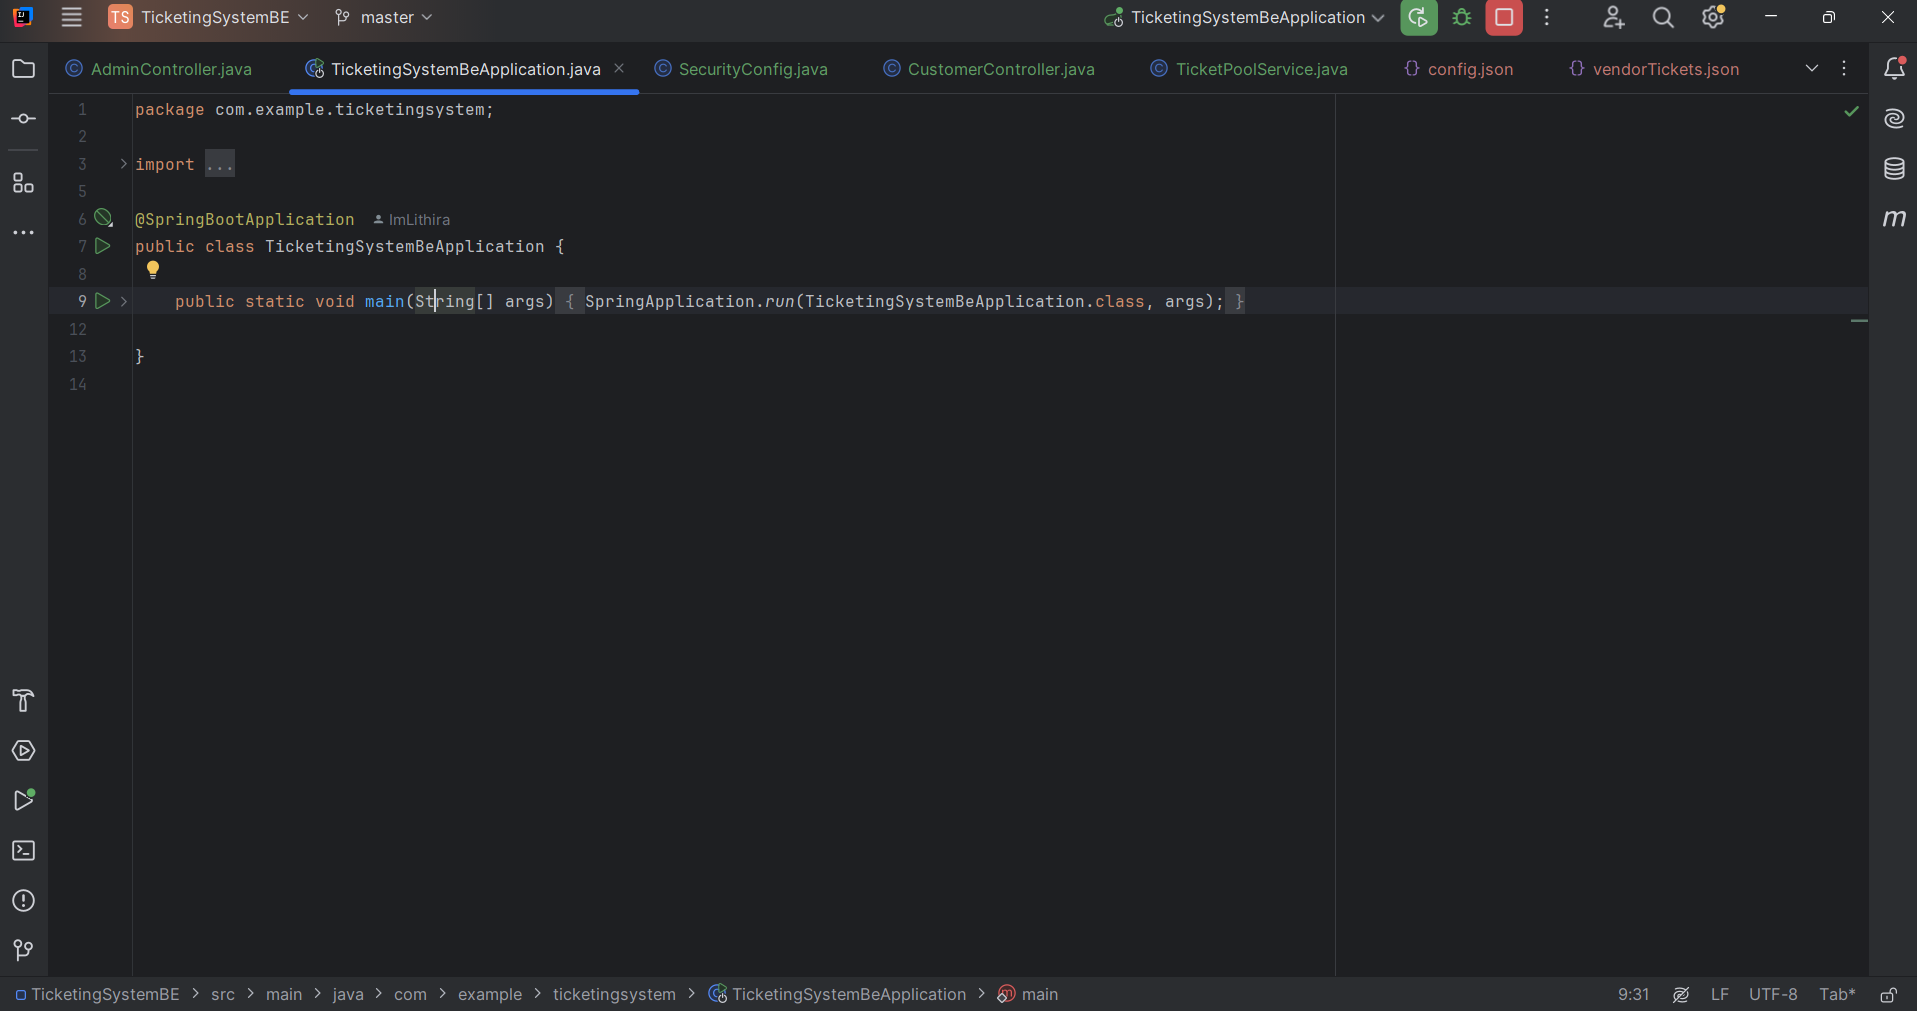 TS TicketingSystemBE master TicketingSystemBeApplication
AdminController.java TicketingSystemBeApplication.java SecurityConfig.java CustomerController.java TicketPoolService.java config.json vendorTickets.json
1 package com.example.ticketingsystem;
2
3 import ...
5
6 @SpringBootApplication ImLithira
7 public class TicketingSystemBeApplication {
8
9 public static void main(String[] args) { SpringApplication.run(TicketingSystemBeApplication.class, args); }
12
13 }
14
TicketingSystemBE > src > main > java > com > example > ticketingsystem > TicketingSystemBeApplication > main 9:31 LF UTF-8 Tab*